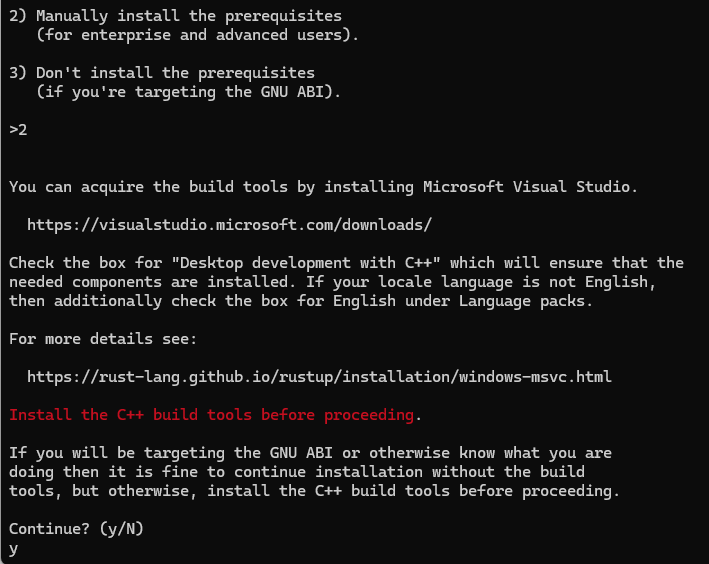 2) Manually install the prerequisites
(for enterprise and advanced users).
3) Don't install the prerequisites
(if you're targeting the GNU ABI).
>2
You can acquire the build tools by installing Microsoft Visual Studio.
https://visualstudio.microsoft.com/downloads/
Check the box for "Desktop development with C++" which will ensure that the
needed components are installed. If your locale language is not English,
then additionally check the box for English under Language packs.
For more details see:
https://rust-lang.github.io/rustup/installation/windows-msvc.html
Install the C++ build tools before proceeding.
If you will be targeting the GNU ABI or otherwise know what you are
doing then it is fine to continue installation without the build
tools, but otherwise, install the C++ build tools before proceeding.
Continue? (y/N)
y